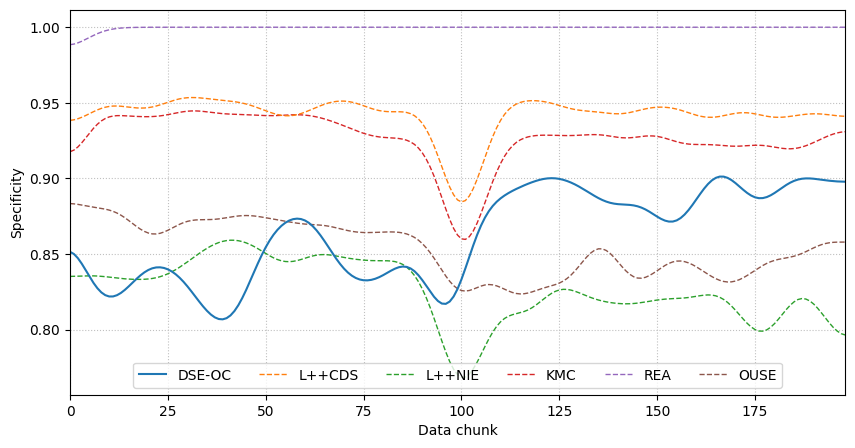 1.00
0.95
0.90
0.85
0.80
Specificity
DSE-OC L++CDS L++NIE KMC REA OUSE
0 25 50 75 100 125 150 175
Data chunk